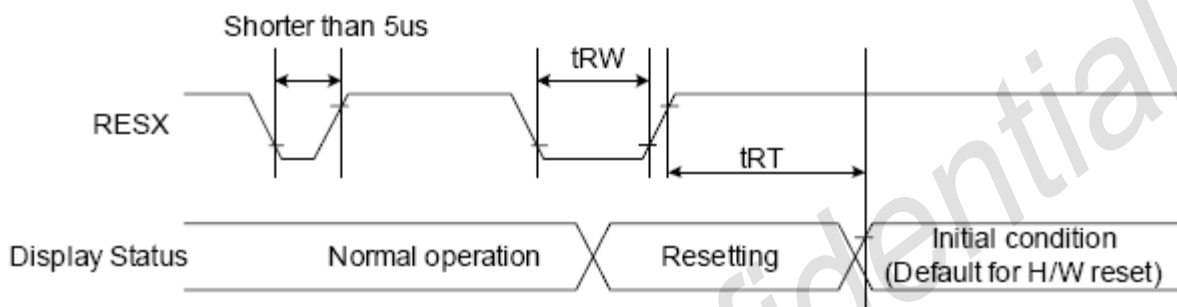 Shorter than 5us
tRW
RESX
tRT
Display Status
Normal operation
Resetting
Initial condition
(Default for H/W reset)